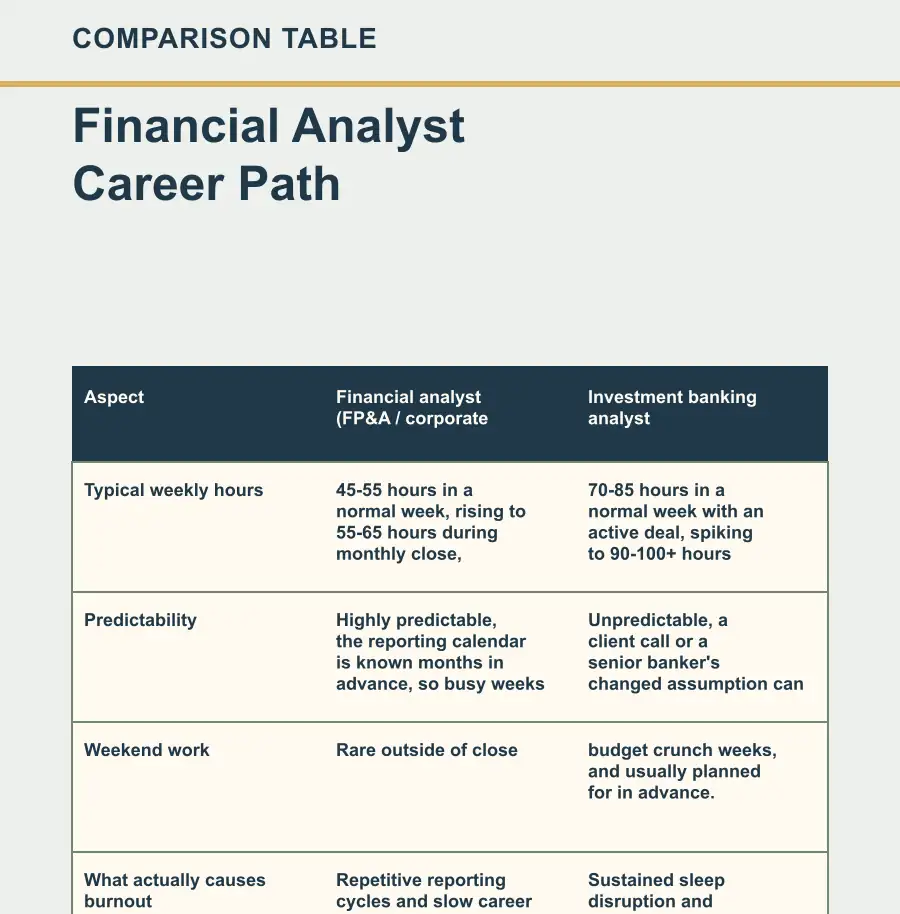 COMPARISON TABLE
Financial Analyst
Career Path
Aspect
Financial analyst
(FP&A / corporate
Investment banking
analyst
Typical weekly hours
45-55 hours in a
normal week, rising to
55-65 hours during
monthly close,
70-85 hours in a
normal week with an
active deal, spiking
to 90-100+ hours
Predictability
Highly predictable,
the reporting calendar
is known months in
advance, so busy weeks
Unpredictable, a
client call or a
senior banker's
changed assumption can
Weekend work
Rare outside of close
budget crunch weeks,
and usually planned
for in advance.
What actually causes
burnout
Repetitive reporting
cycles and slow career
Sustained sleep
disruption and